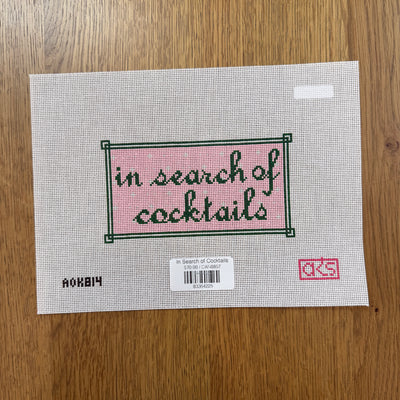 in search of
cocktails
In Search of Cocktails
AOK814
aks